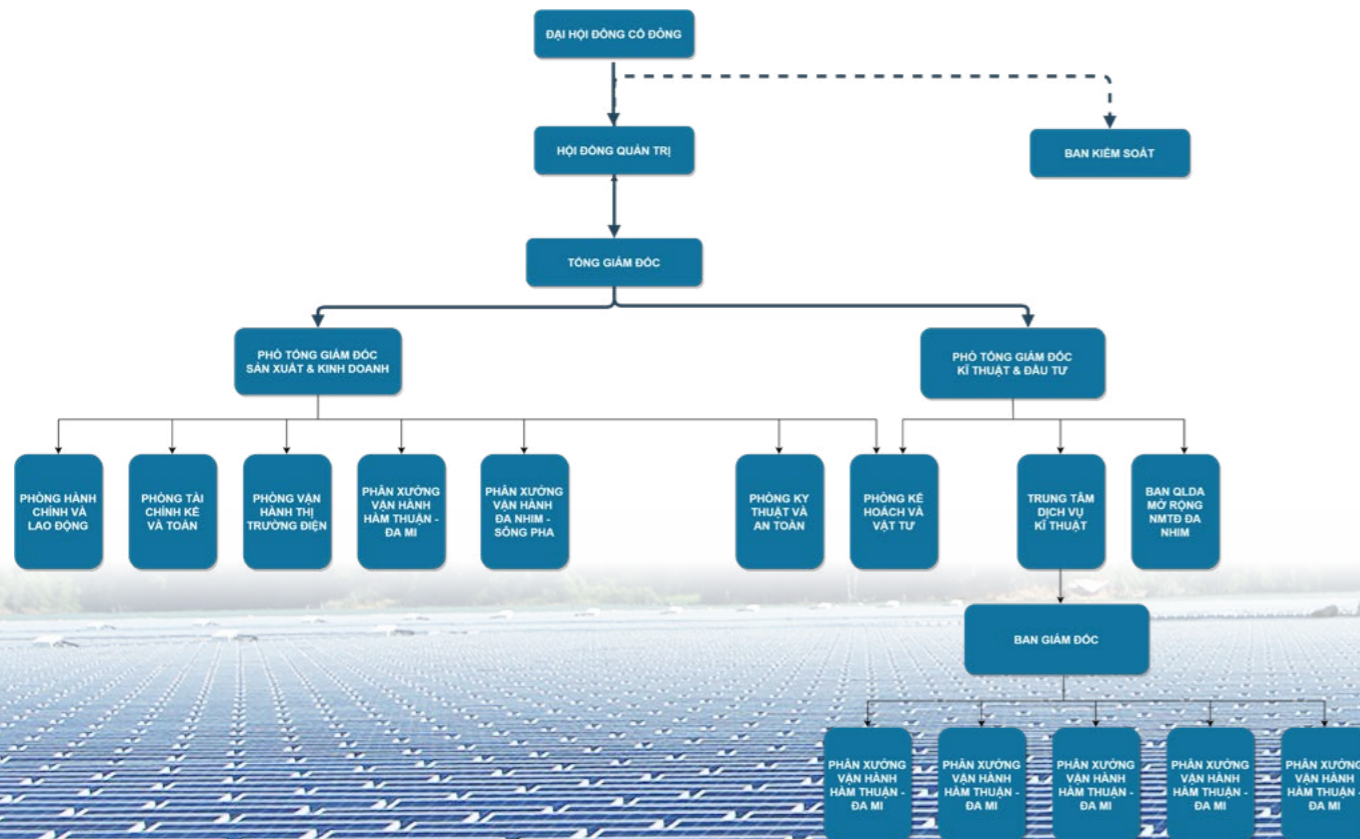 ĐẠI HỘI ĐỒNG CỔ ĐÔNG
HỘI ĐỒNG QUẢN TRỊ
BAN KIỂM SOÁT
TỔNG GIÁM ĐỐC
PHÓ TỔNG GIÁM ĐỐC
SẢN XUẤT & KINH DOANH
PHÓ TỔNG GIÁM ĐỐC
KĨ THUẬT & ĐẦU TƯ
PHÒNG HÀNH
CHÍNH VÀ
LAO ĐỘNG
PHÒNG TÀI
CHÍNH KẾ
VÀ TOÁN
PHÒNG VẬN
HÀNH THỊ
TRƯỜNG ĐIỆN
PHÂN XƯỞNG
VẬN HÀNH
HÀM THUẬN -
ĐA MI
PHÂN XƯỞNG
VẬN HÀNH
ĐA NHIM -
SÔNG PHA
PHÒNG KỸ
THUẬT VÀ
AN TOÀN
PHÒNG KẾ
HOÁCH VÀ
VẬT TƯ
TRUNG TÂM
DỊCH VỤ
KĨ THUẬT
BAN QLDA
MỞ RỘNG
NMTĐ ĐA
NHIM
BAN GIÁM ĐỐC
PHÂN XƯỞNG
VẬN HÀNH
HÀM THUẬN -
ĐA MI
PHÂN XƯỞNG
VẬN HÀNH
HÀM THUẬN -
ĐA MI
PHÂN XƯỞNG
VẬN HÀNH
HÀM THUẬN -
ĐA MI
PHÂN XƯỞNG
VẬN HÀNH
HÀM THUẬN -
ĐA MI
PHÂN XƯỞNG
VẬN HÀNH
HÀM THUẬN -
ĐA MI